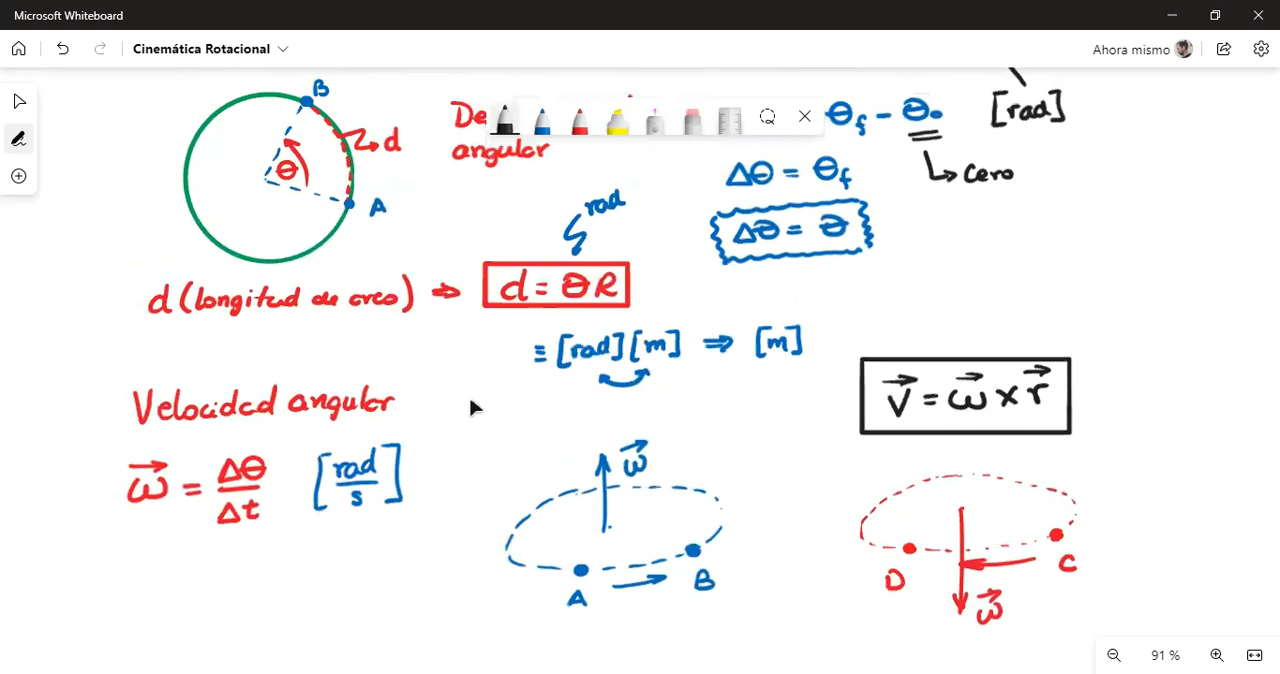 Microsoft Whiteboard
Cinemática Rotacional
Ahora mismo
B
d
θ
A
angular
θf - θo
[rad]
cero
Δθ = θf
Δθ = θ
rad
d (longitud de arco) ⇒ d = θR
≡ [rad][m] ⇒ [m]
Velocidad angular
ω⃗ = Δθ/Δt [rad/s]
v⃗ = ω⃗ × r⃗
ω⃗
A
B
D
C
ω⃗
91 %